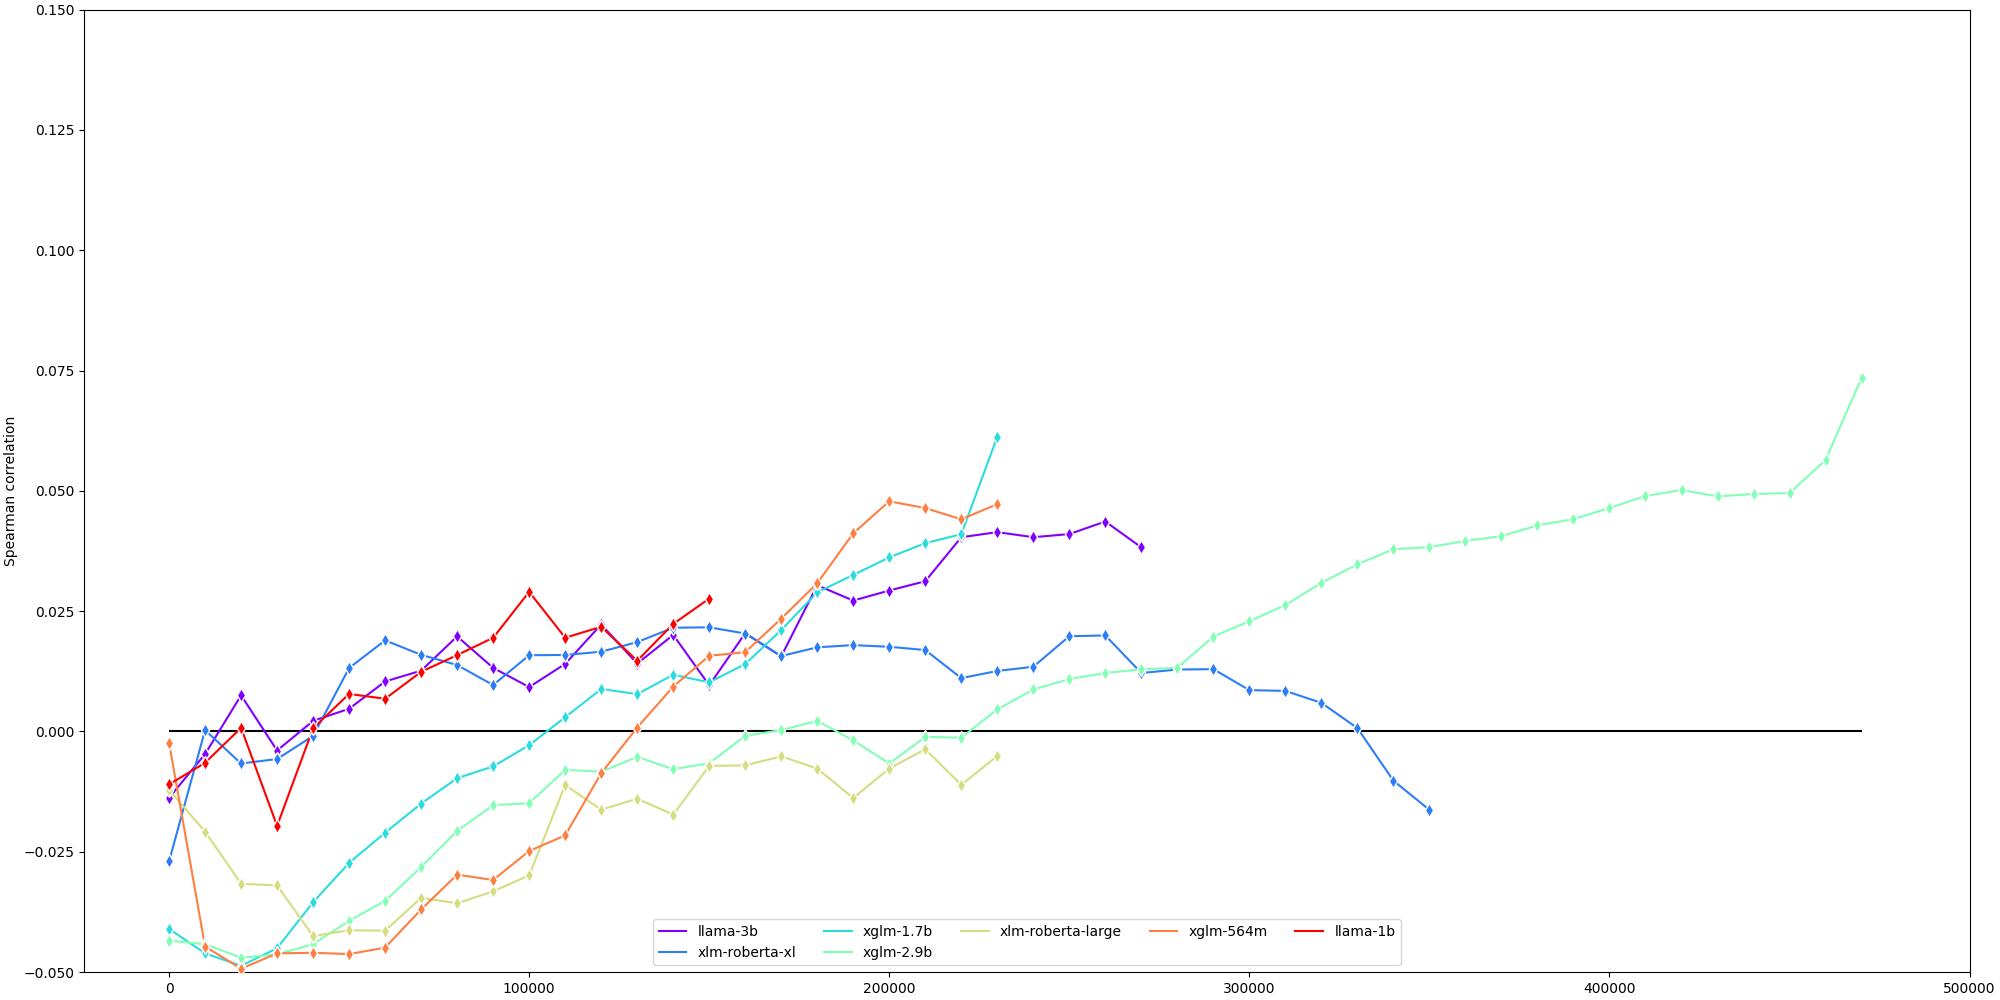 0.150
0.125
0.100
0.075
0.050
0.025
0.000
−0.025
−0.050
Spearman correlation
llama-3b xglm-1.7b xlm-roberta-large xglm-564m llama-1b
xlm-roberta-xl xglm-2.9b
0 100000 200000 300000 400000 500000